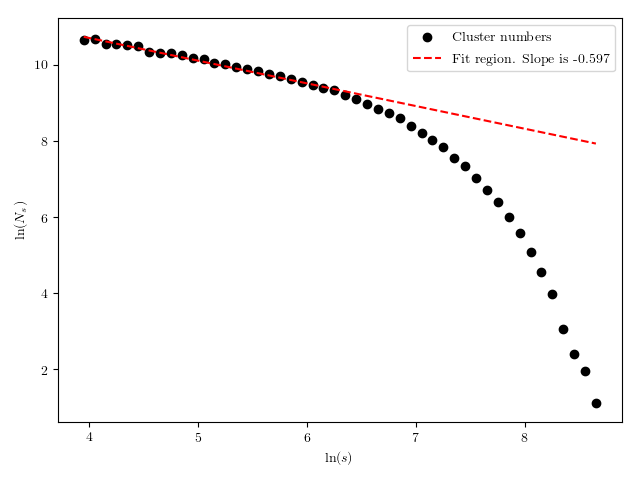 Cluster numbers
Fit region. Slope is -0.597
10
8
6
4
2
ln(N_s)
4
5
6
7
8
ln(s)